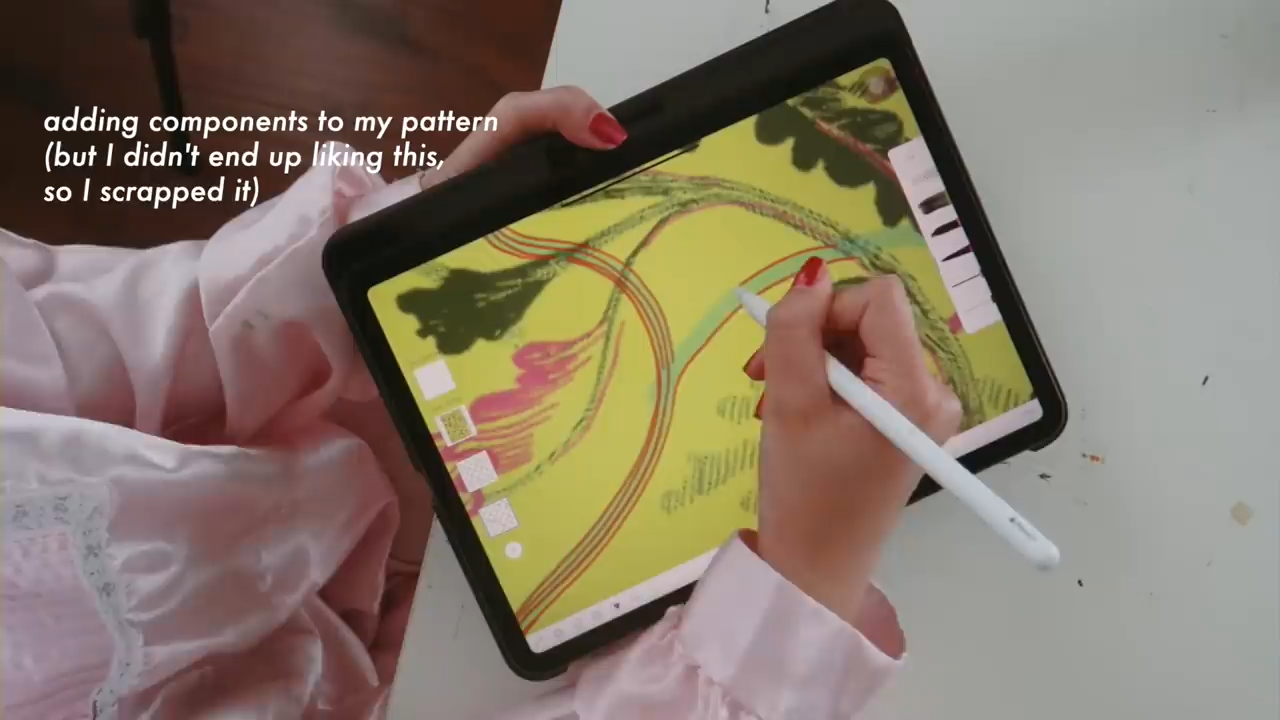 adding components to my pattern
(but I didn't end up liking this,
so I scrapped it)